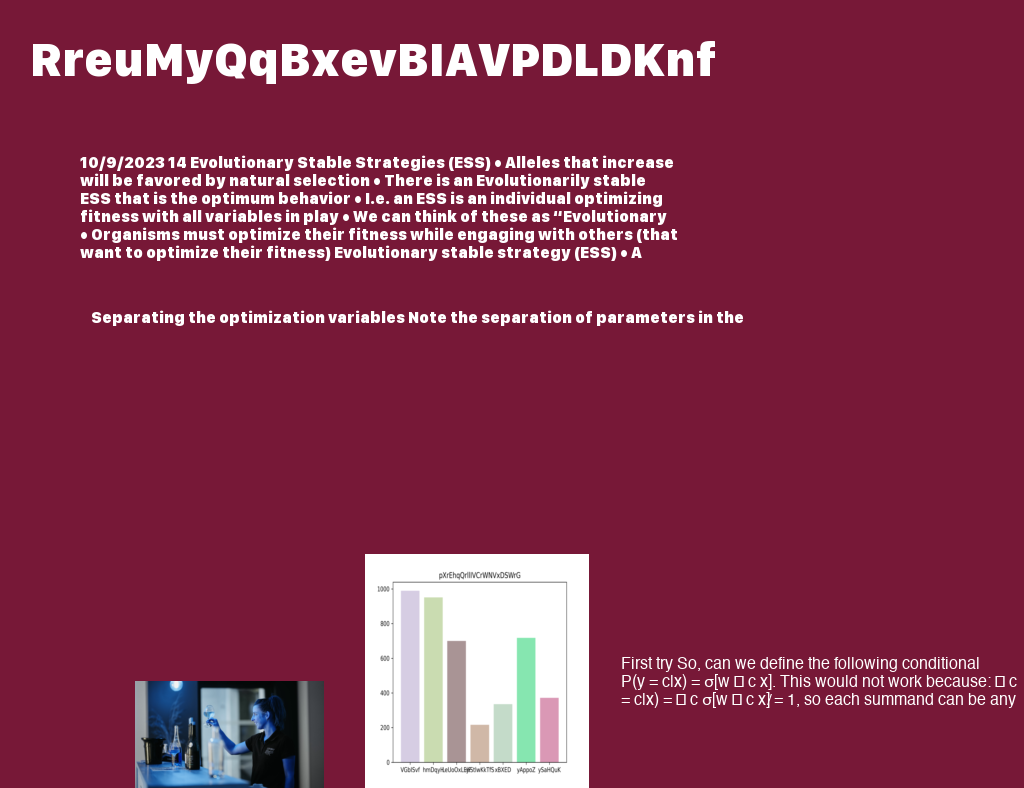 RreuMyQqBxevBIAVPDLDKnf
10/9/2023 14 Evolutionary Stable Strategies (ESS) • Alleles that increase
will be favored by natural selection • There is an Evolutionarily stable
ESS that is the optimum behavior • I.e. an ESS is an individual optimizing
fitness with all variables in play • We can think of these as “Evolutionary
• Organisms must optimize their fitness while engaging with others (that
want to optimize their fitness) Evolutionary stable strategy (ESS) • A
Separating the optimization variables Note the separation of parameters in the
1000
800
600
400
200
0
VGbISvf hmDqyH xBXED yAppoZ ySaHQuK
First try So, can we define the following conditional
P(y = c|x) = σ[w c x]. This would not work because: c
= c|x) = c σ[w c x] = 1, so each summand can be any